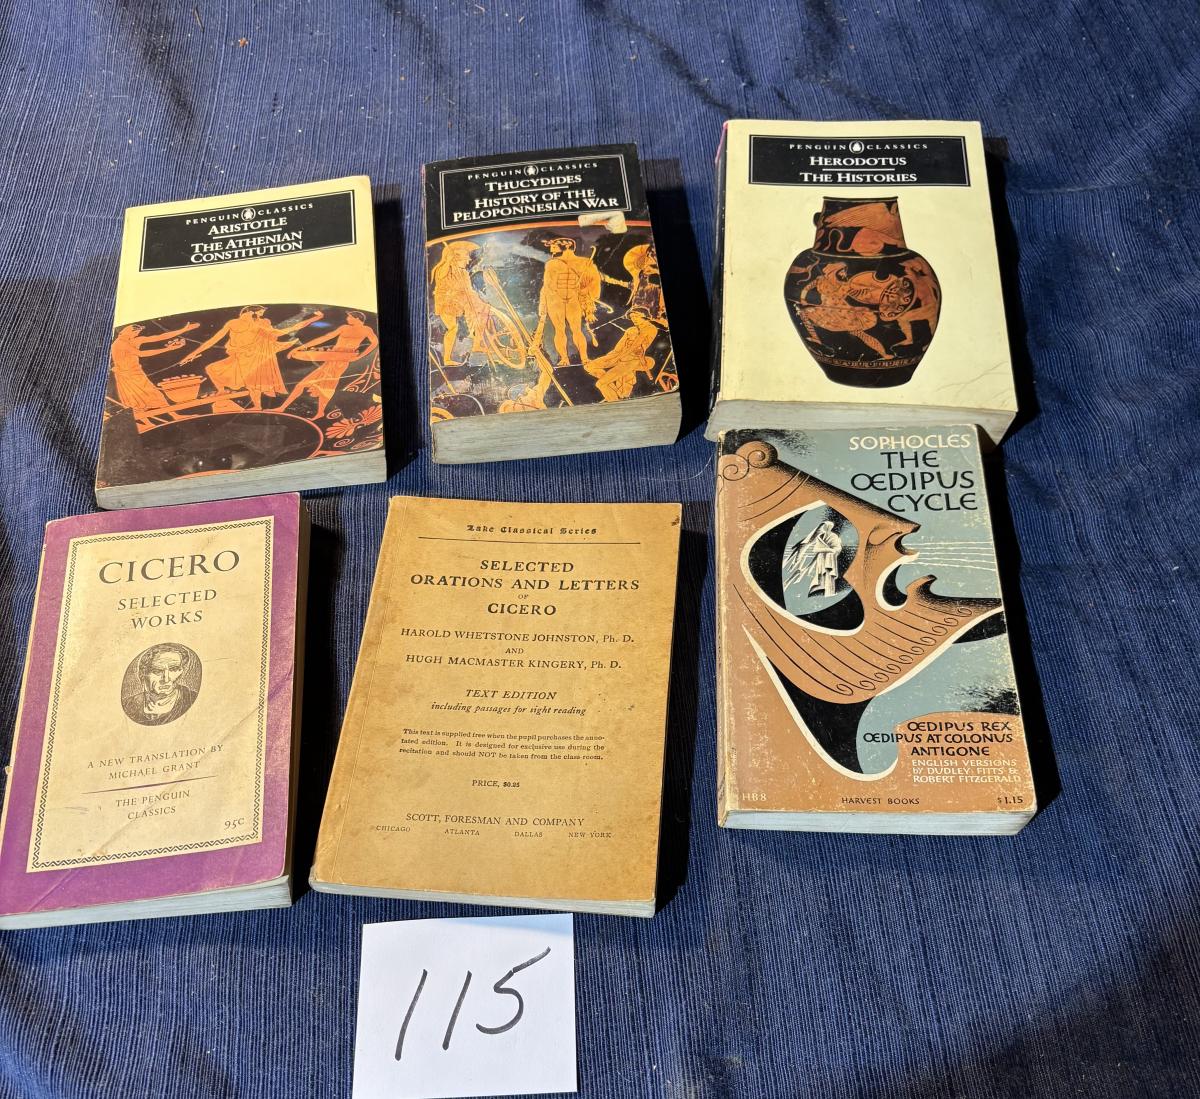 PENGUIN CLASSICS
ARISTOTLE
THE ATHENIAN
CONSTITUTION
PENGUIN CLASSICS
THUCYDIDES
HISTORY OF THE
PELOPONNESIAN WAR
PENGUIN CLASSICS
HERODOTUS
THE HISTORIES
CICERO
SELECTED
WORKS
A NEW TRANSLATION BY
MICHAEL GRANT
THE PENGUIN
CLASSICS
95c
Lake Classical Series
SELECTED
ORATIONS AND LETTERS
OF
CICERO
HAROLD WHETSTONE JOHNSTON, Ph. D.
AND
HUGH MACMASTER KINGERY, Ph. D.
TEXT EDITION
including passages for sight reading
This text is supplied free when the pupil purchases the anno-
tated edition. It is designed for exclusive use during the
recitation and should NOT be taken from the class-room.
PRICE, $0.25
SCOTT, FORESMAN AND COMPANY
CHICAGO ATLANTA DALLAS NEW YORK
SOPHOCLES
THE
ŒDIPUS
CYCLE
ŒDIPUS REX
ŒDIPUS AT COLONUS
ANTIGONE
ENGLISH VERSIONS
by DUDLEY FITTS &
ROBERT FITZGERALD
HB8 HARVEST BOOKS $1.15
115